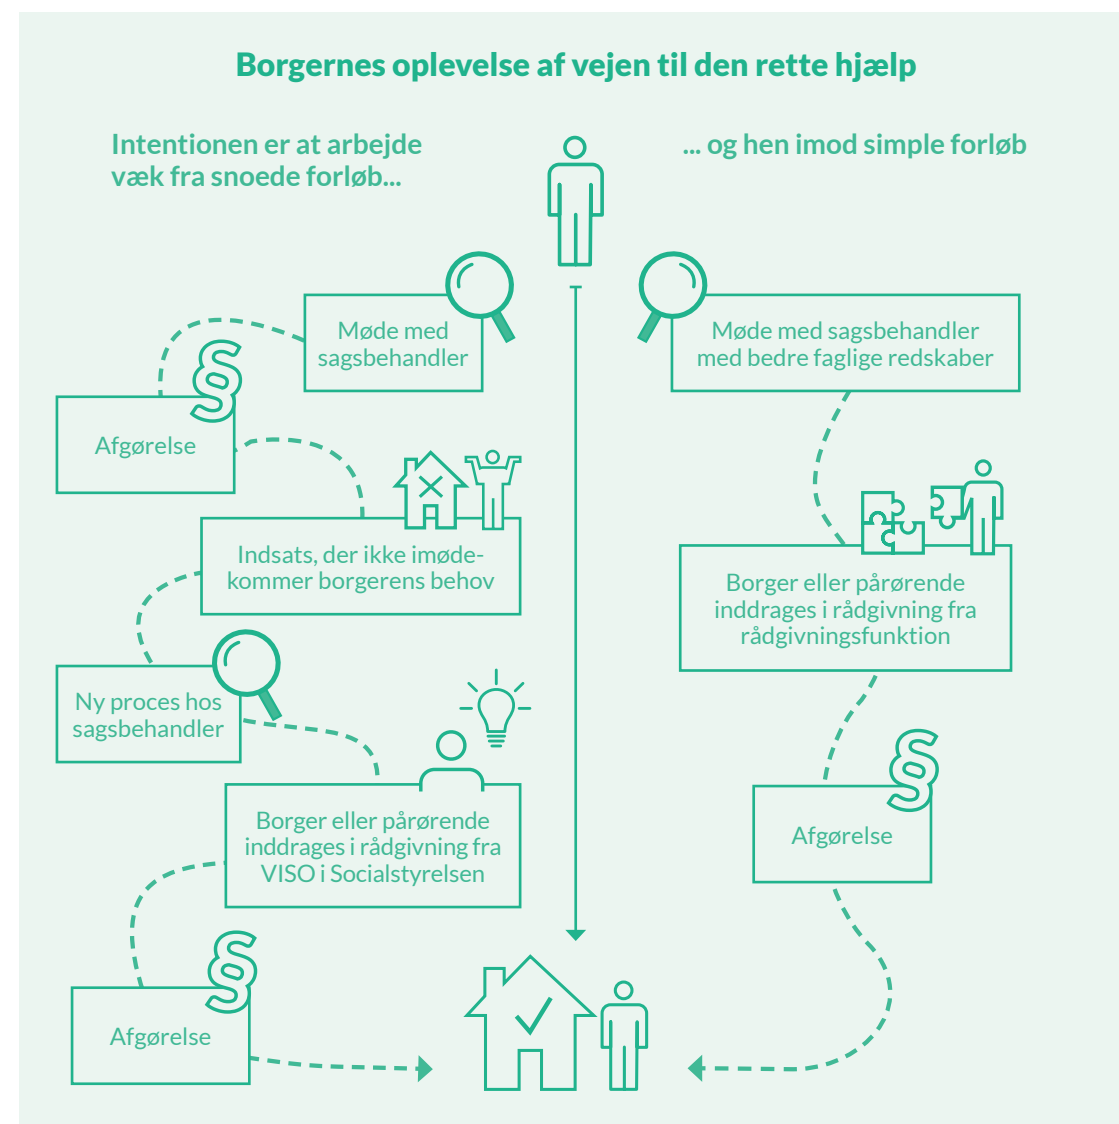 Borgernes oplevelse af vejen til den rette hjælp
Intentionen er at arbejde
væk fra snoede forløb...
... og hen imod simple forløb
Møde med
sagsbehandler
§
Afgørelse
Indsats, der ikke imøde-
kommer borgerens behov
Ny proces hos
sagsbehandler
Borger eller pårørende
inddrages i rådgivning fra
VISO i Socialstyrelsen
§
Afgørelse
Møde med sagsbehandler
med bedre faglige redskaber
Borger eller pårørende
inddrages i rådgivning fra
rådgivningsfunktion
§
Afgørelse